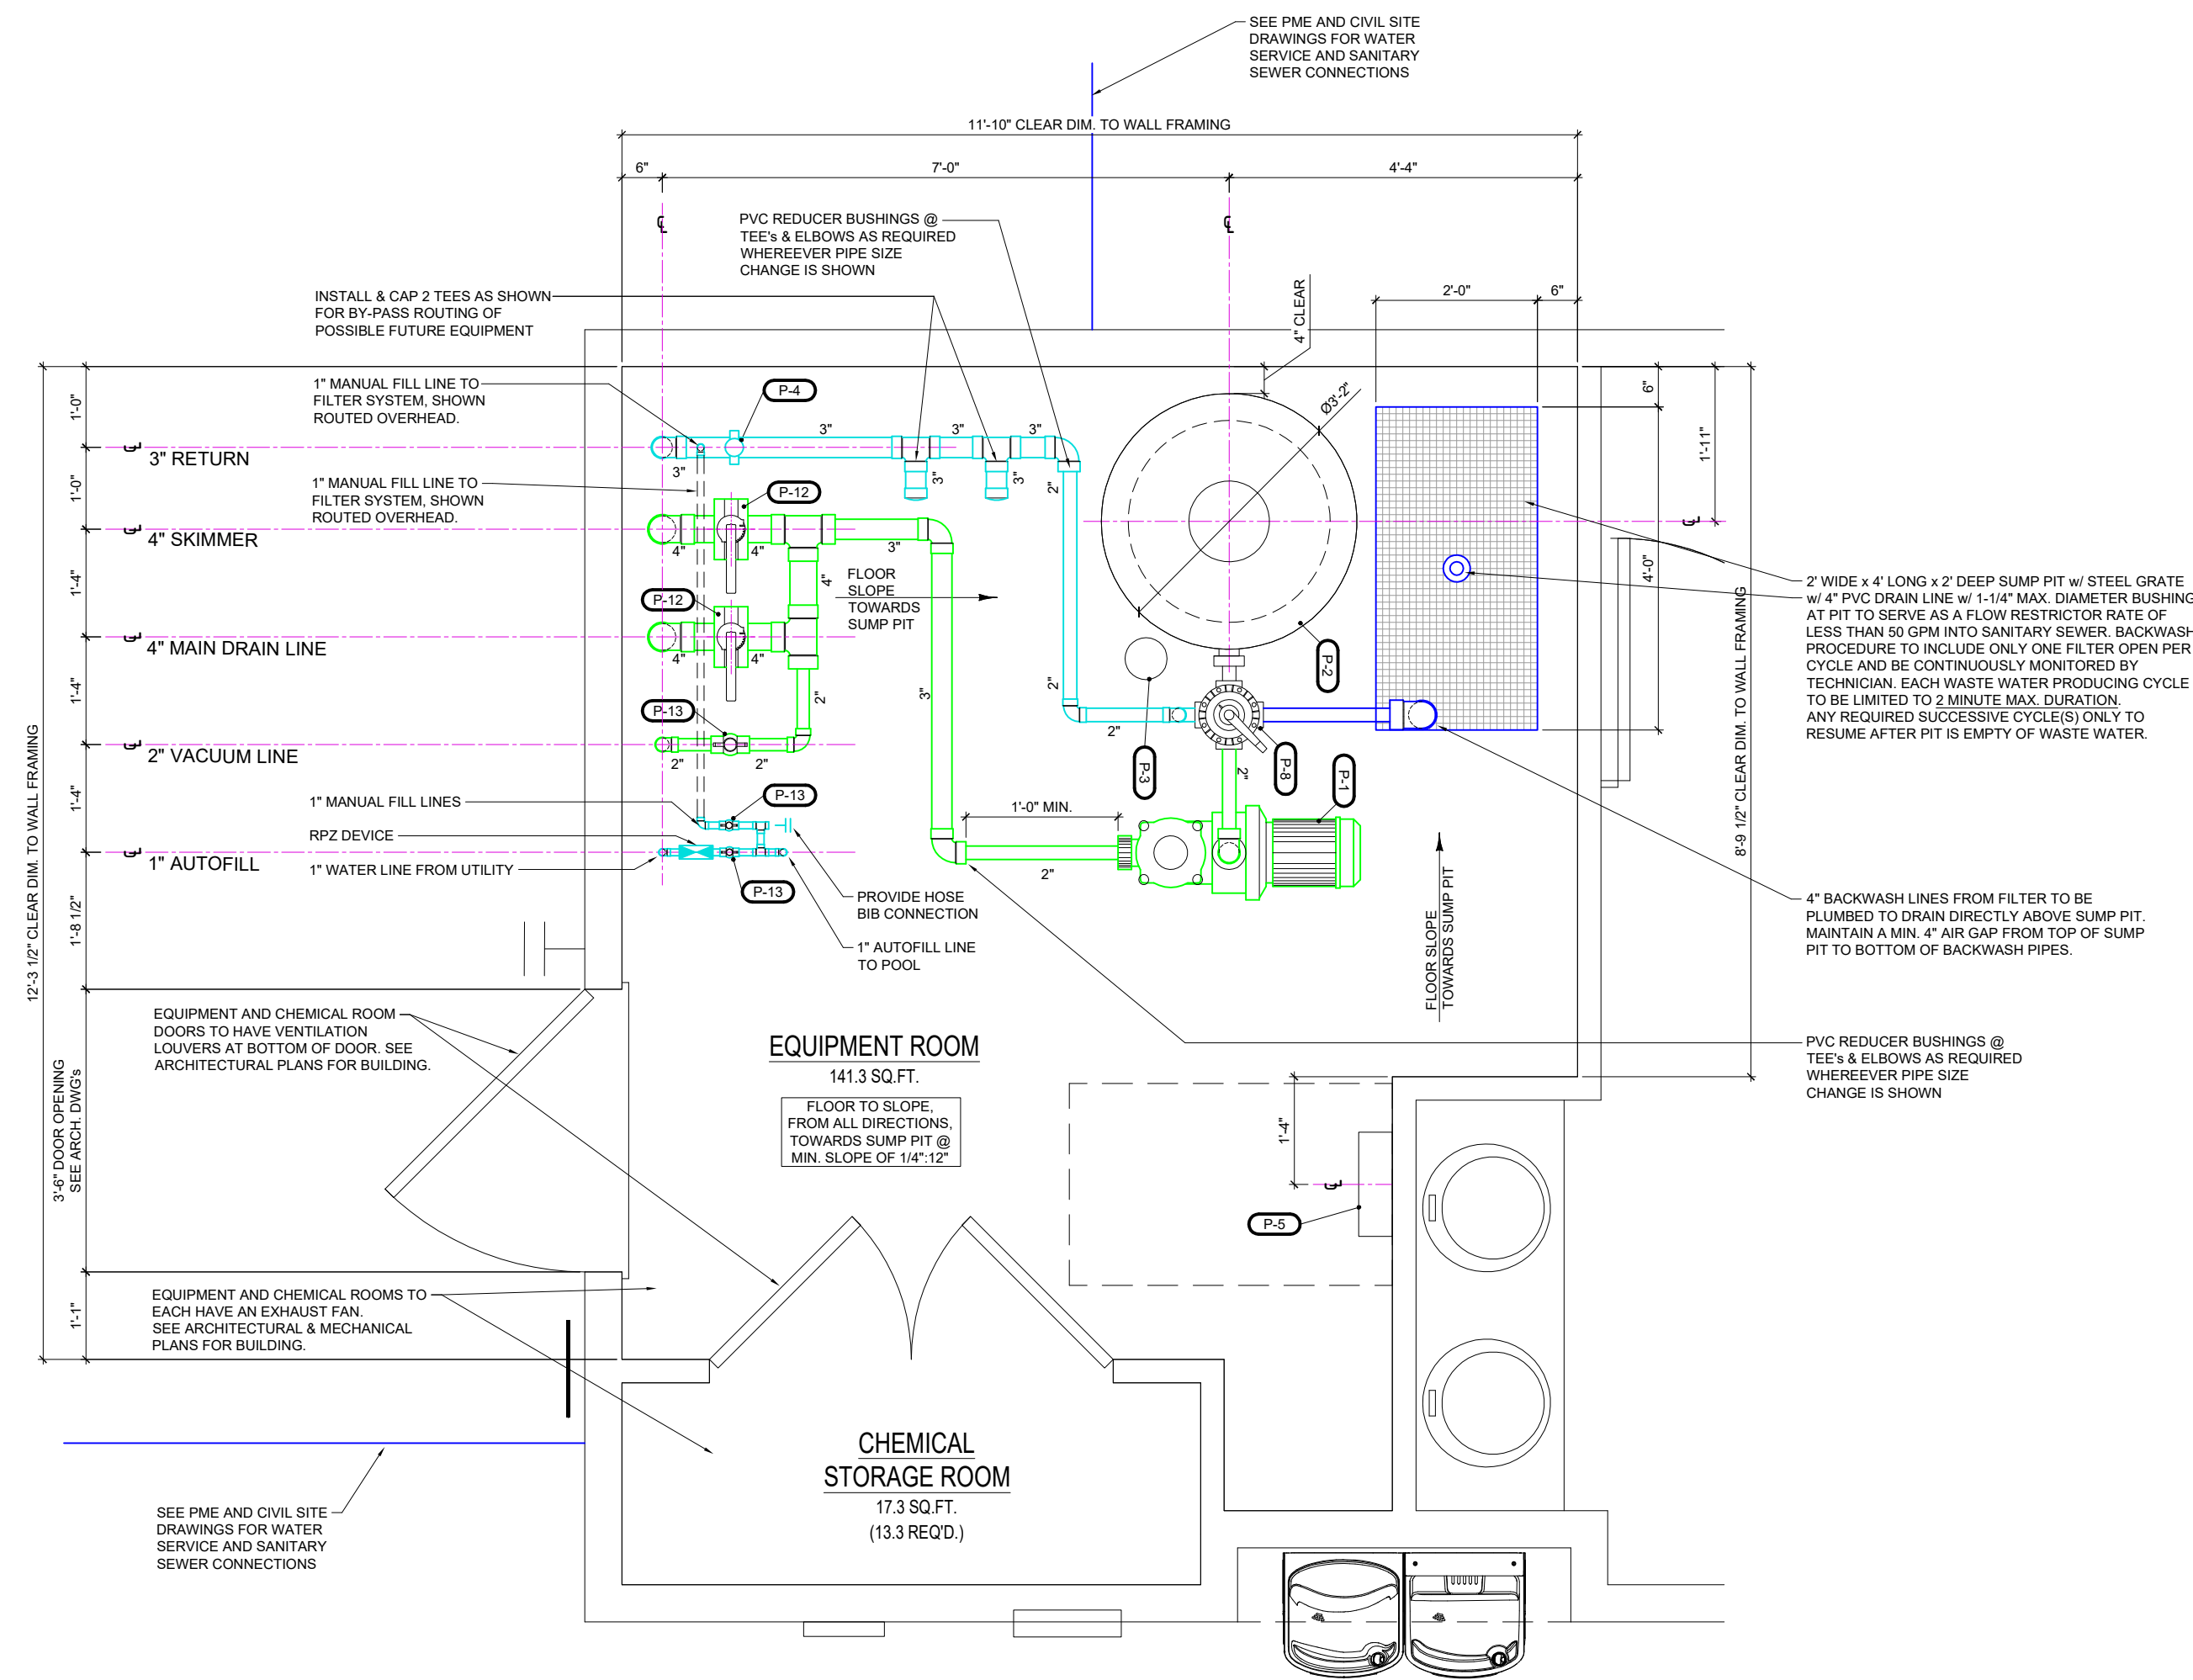 SEE PME AND CIVIL SITE
DRAWINGS FOR WATER
SERVICE AND SANITARY
SEWER CONNECTIONS
11'-10" CLEAR DIM. TO WALL FRAMING
6"
7'-0"
4'-4"
PVC REDUCER BUSHINGS @
TEE's & ELBOWS AS REQUIRED
WHEREEVER PIPE SIZE
CHANGE IS SHOWN
INSTALL & CAP 2 TEES AS SHOWN
FOR BY-PASS ROUTING OF
POSSIBLE FUTURE EQUIPMENT
4" CLEAR
2'-0"
6"
1" MANUAL FILL LINE TO
FILTER SYSTEM, SHOWN
ROUTED OVERHEAD.
P-4
Ø3'-2"
6"
1'-11"
1'-0"
3" RETURN
3"
3"
3"
3"
3"
3"
2"
1'-0"
1" MANUAL FILL LINE TO
FILTER SYSTEM, SHOWN
ROUTED OVERHEAD.
P-12
4" SKIMMER
4"
4"
3"
4"
FLOOR
SLOPE
TOWARDS
SUMP PIT
1'-4"
P-12
4" MAIN DRAIN LINE
4"
4"
4'-0"
2' WIDE x 4' LONG x 2' DEEP SUMP PIT w/ STEEL GRATE
w/ 4" PVC DRAIN LINE w/ 1-1/4" MAX. DIAMETER BUSHING
AT PIT TO SERVE AS A FLOW RESTRICTOR RATE OF
LESS THAN 50 GPM INTO SANITARY SEWER. BACKWASH
PROCEDURE TO INCLUDE ONLY ONE FILTER OPEN PER
CYCLE AND BE CONTINUOUSLY MONITORED BY
TECHNICIAN. EACH WASTE WATER PRODUCING CYCLE
TO BE LIMITED TO 2 MINUTE MAX. DURATION.
ANY REQUIRED SUCCESSIVE CYCLE(S) ONLY TO
RESUME AFTER PIT IS EMPTY OF WASTE WATER.
P-2
1'-4"
2"
3"
2"
P-13
2" VACUUM LINE
2"
2"
2"
P-3
P-8
2"
P-1
8'-9 1/2" CLEAR DIM. TO WALL FRAMING
12'-3 1/2" CLEAR DIM. TO WALL FRAMING
1'-4"
1" MANUAL FILL LINES
P-13
1'-0" MIN.
RPZ DEVICE
1" AUTOFILL
1" WATER LINE FROM UTILITY
P-13
2"
PROVIDE HOSE
BIB CONNECTION
1" AUTOFILL LINE
TO POOL
1'-8 1/2"
FLOOR SLOPE
TOWARDS SUMP PIT
4" BACKWASH LINES FROM FILTER TO BE
PLUMBED TO DRAIN DIRECTLY ABOVE SUMP PIT.
MAINTAIN A MIN. 4" AIR GAP FROM TOP OF SUMP
PIT TO BOTTOM OF BACKWASH PIPES.
EQUIPMENT AND CHEMICAL ROOM
DOORS TO HAVE VENTILATION
LOUVERS AT BOTTOM OF DOOR. SEE
ARCHITECTURAL PLANS FOR BUILDING.
EQUIPMENT ROOM
141.3 SQ.FT.
FLOOR TO SLOPE,
FROM ALL DIRECTIONS,
TOWARDS SUMP PIT @
MIN. SLOPE OF 1/4":12"
PVC REDUCER BUSHINGS @
TEE's & ELBOWS AS REQUIRED
WHEREEVER PIPE SIZE
CHANGE IS SHOWN
3'-6" DOOR OPENING
SEE ARCH. DWG's
1'-4"
P-5
1'-1"
EQUIPMENT AND CHEMICAL ROOMS TO
EACH HAVE AN EXHAUST FAN.
SEE ARCHITECTURAL & MECHANICAL
PLANS FOR BUILDING.
CHEMICAL
STORAGE ROOM
17.3 SQ.FT.
(13.3 REQ'D.)
SEE PME AND CIVIL SITE
DRAWINGS FOR WATER
SERVICE AND SANITARY
SEWER CONNECTIONS